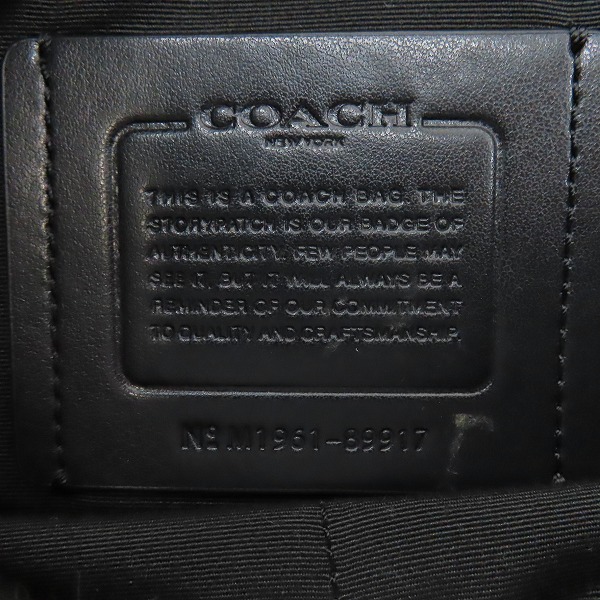 COACH
NEW YORK
THIS IS A COACH BAG. THE
STORYPATCH IS OUR BADGE OF
AUTHENTICITY. FEW PEOPLE MAY
SEE IT, BUT IT WILL ALWAYS BE A
REMINDER OF OUR COMMITMENT
TO QUALITY AND CRAFTSMANSHIP.
Nº M1961-89917